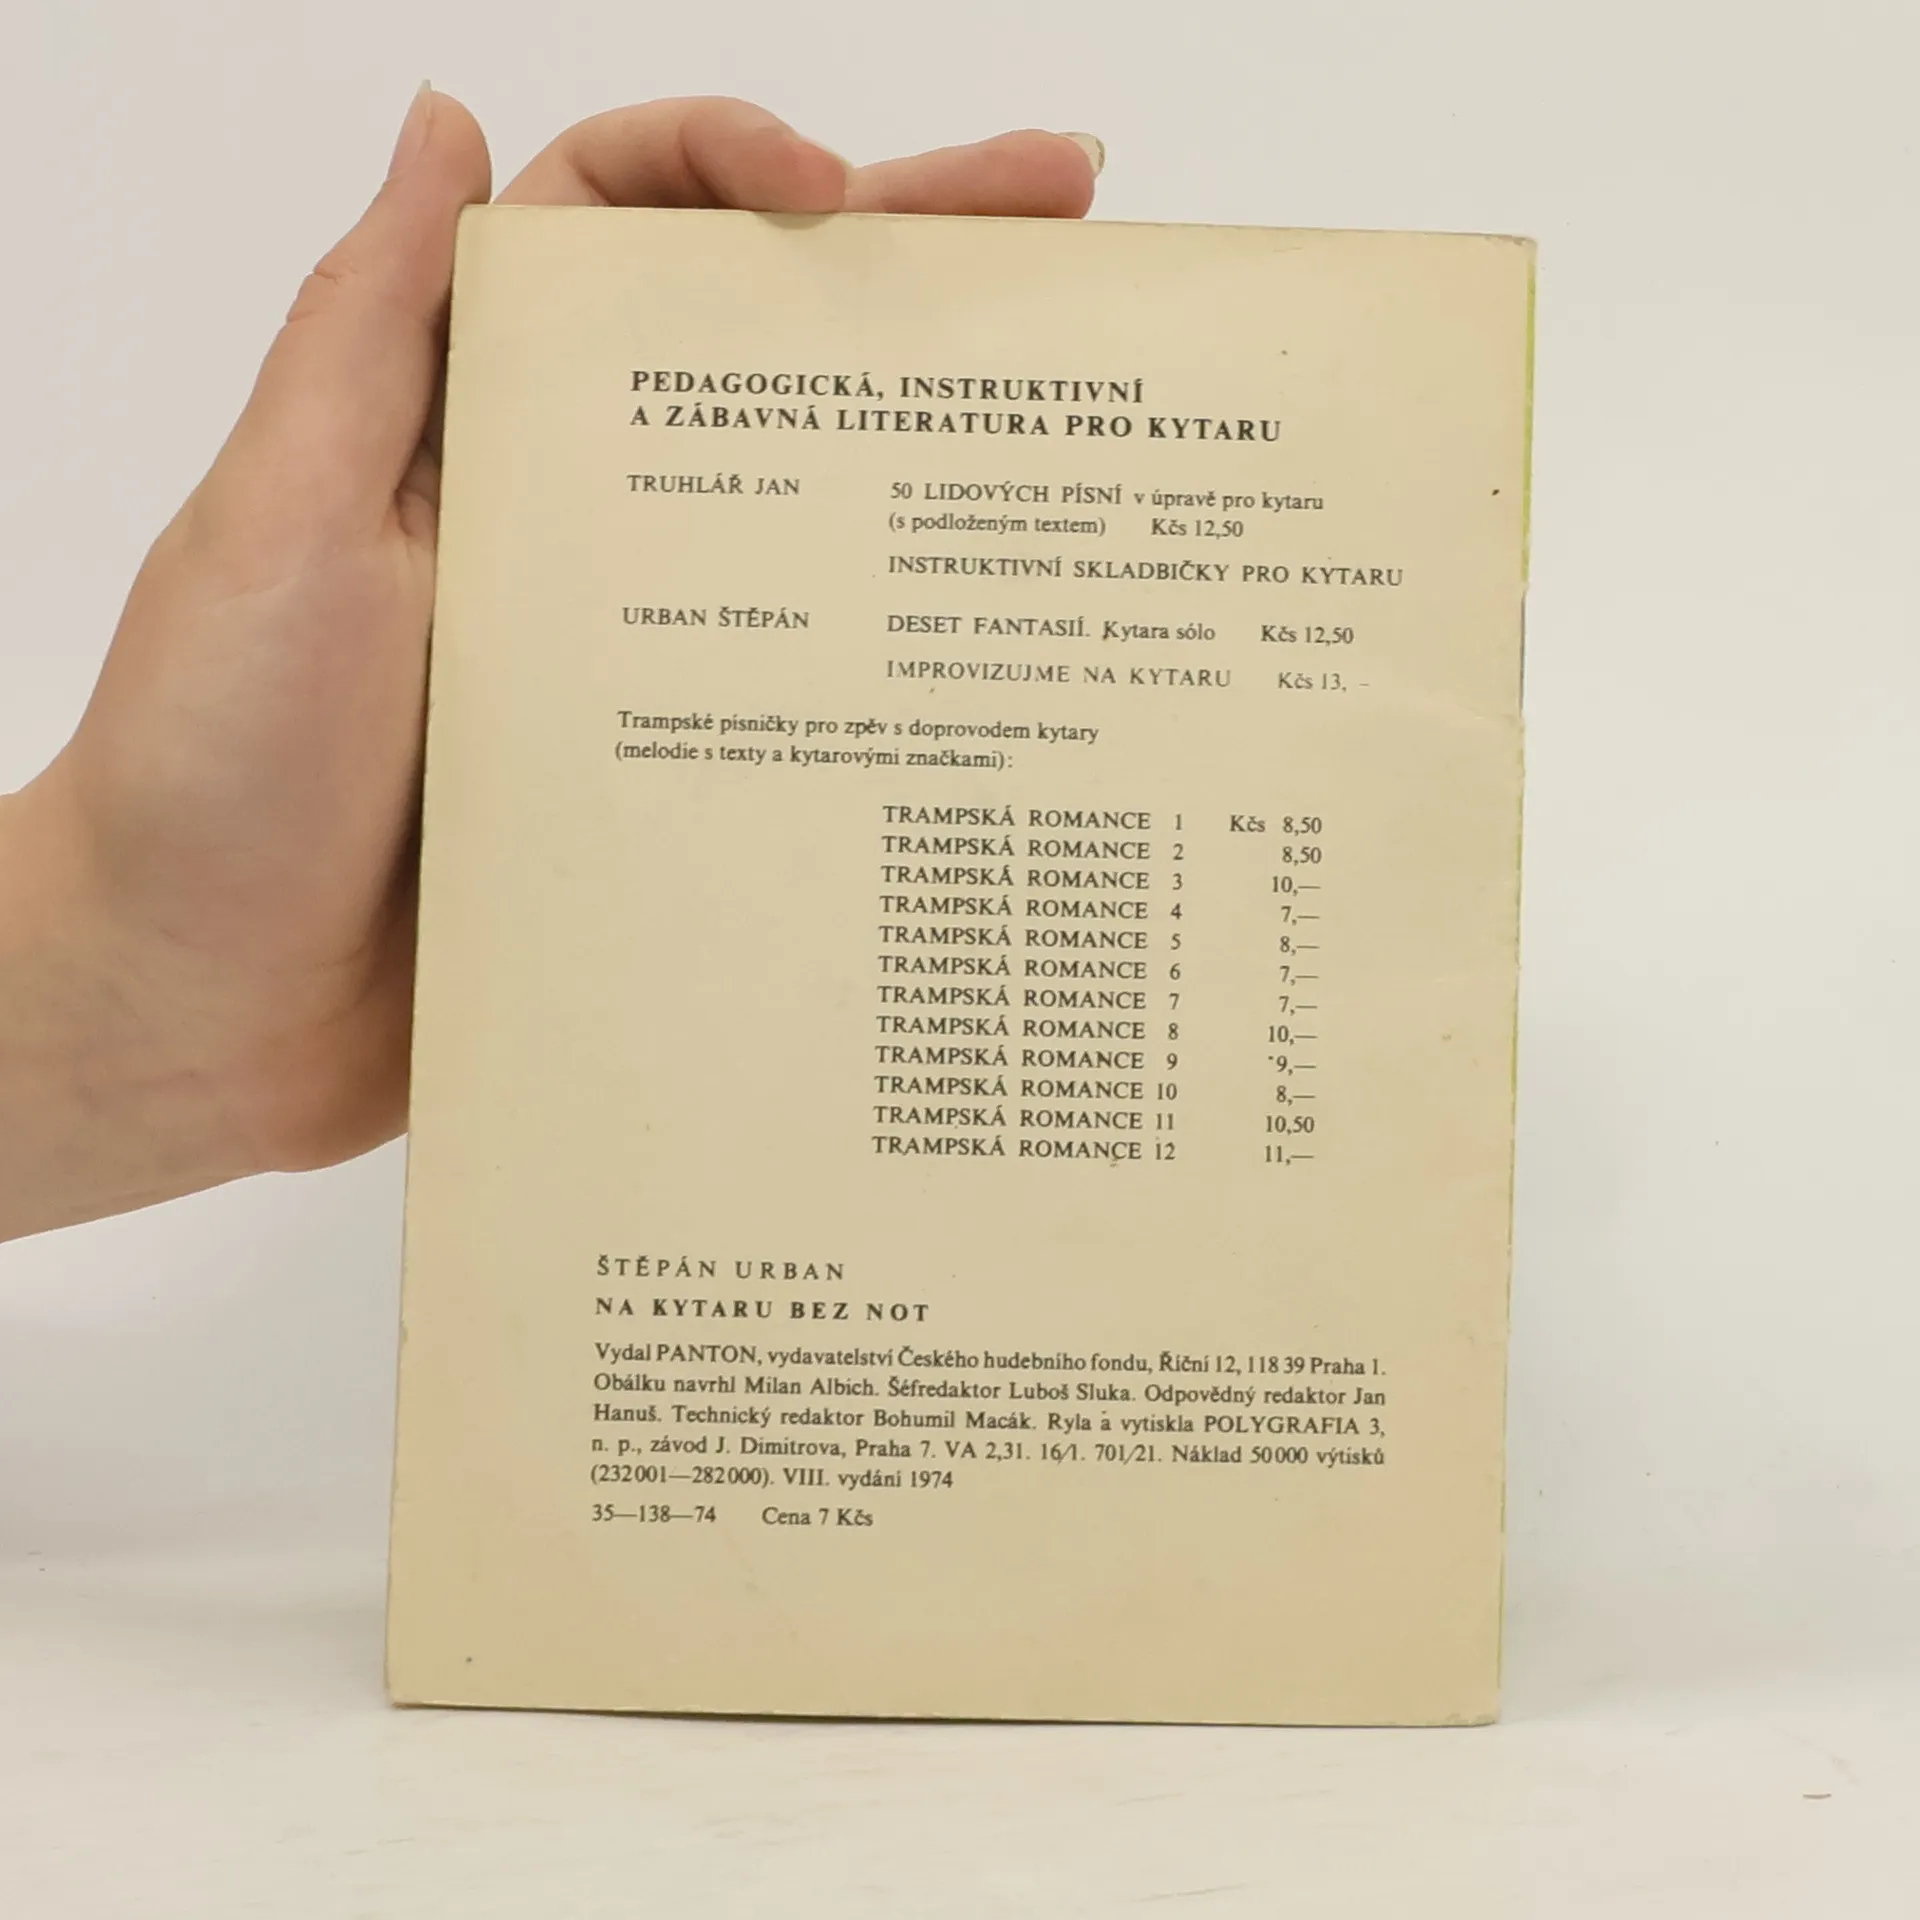 PEDAGOGICKÁ, INSTRUKTIVNÍ
A ZÁBAVNÁ LITERATURA PRO KYTARU
TRUHLÁŘ JAN 50 LIDOVÝCH PÍSNÍ v úpravě pro kytaru
(s podloženým textem) Kčs 12,50
INSTRUKTIVNÍ SKLADBIČKY PRO KYTARU
URBAN ŠTĚPÁN DESET FANTASIÍ. Kytara sólo Kčs 12,50
IMPROVIZUJME NA KYTARU Kčs 13, –
Trampské písničky pro zpěv s doprovodem kytary
(melodie s texty a kytarovými značkami):
TRAMPSKÁ ROMANCE 1 Kčs 8,50
TRAMPSKÁ ROMANCE 2 8,50
TRAMPSKÁ ROMANCE 3 10,—
TRAMPSKÁ ROMANCE 4 7,—
TRAMPSKÁ ROMANCE 5 8,—
TRAMPSKÁ ROMANCE 6 7,—
TRAMPSKÁ ROMANCE 7 7,—
TRAMPSKÁ ROMANCE 8 10,—
TRAMPSKÁ ROMANCE 9 9,—
TRAMPSKÁ ROMANCE 10 8,—
TRAMPSKÁ ROMANCE 11 10,50
TRAMPSKÁ ROMANCE 12 11,—
ŠTĚPÁN URBAN
NA KYTARU BEZ NOT
Vydal PANTON, vydavatelství Českého hudebního fondu, Říční 12, 118 39 Praha 1.
Obálku navrhl Milan Albich. Šéfredaktor Luboš Sluka. Odpovědný redaktor Jan
Hanuš. Technický redaktor Bohumil Macák. Ryla a vytiskla POLYGRAFIA 3,
n. p., závod J. Dimitrova, Praha 7. VA 2,31. 16/1. 701/21. Náklad 50 000 výtisků
(232 001—282 000). VIII. vydání 1974
35—138—74 Cena 7 Kčs